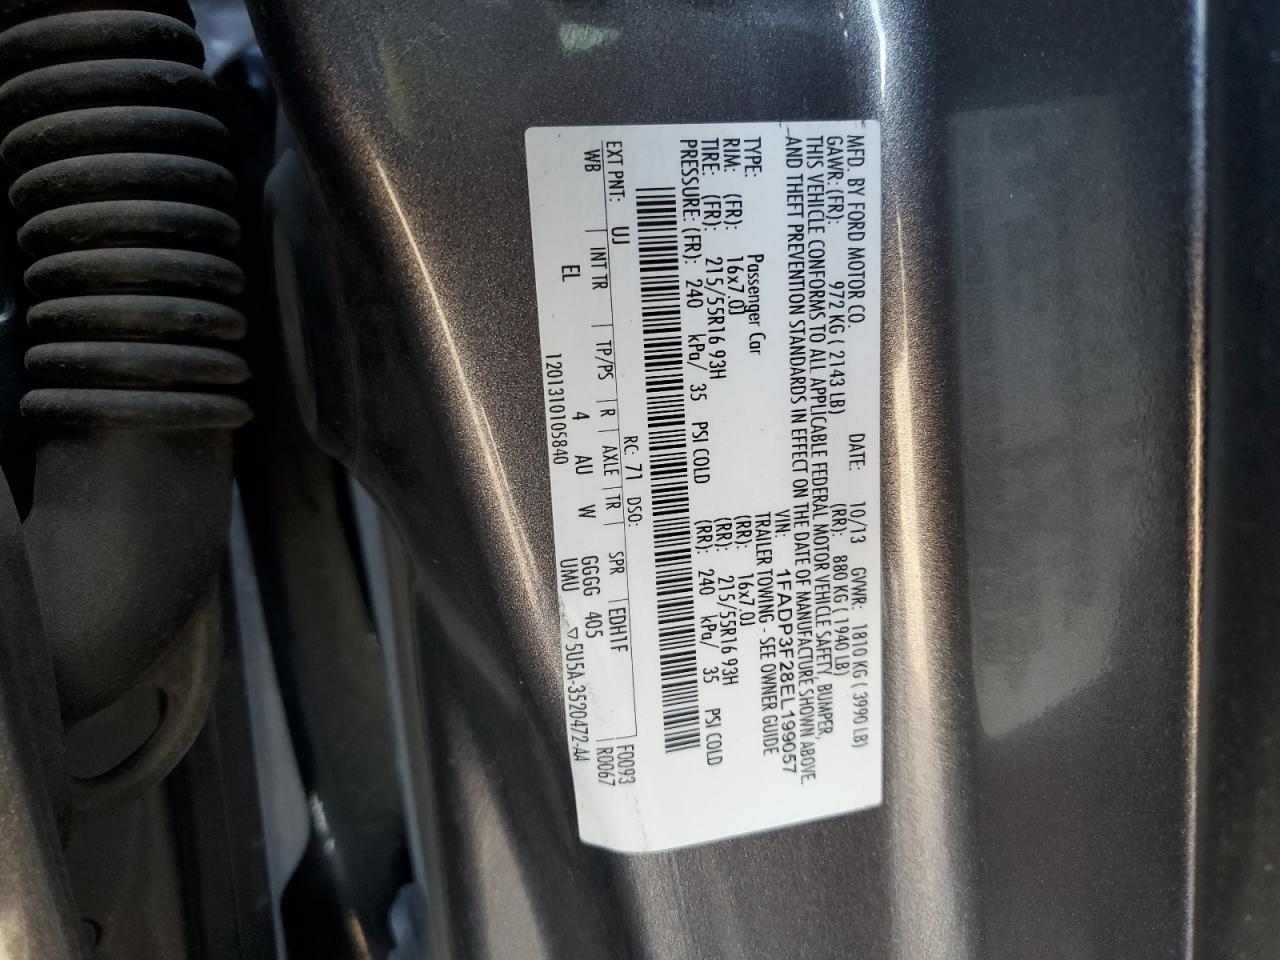 MFD. BY FORD MOTOR CO. DATE: 10/13 GVWR: 1810 KG ( 3990 LB)
GAWR: (FR): 972 KG ( 2143 LB) (RR): 880 KG ( 1940 LB)
THIS VEHICLE CONFORMS TO ALL APPLICABLE FEDERAL MOTOR VEHICLE SAFETY, BUMPER,
AND THEFT PREVENTION STANDARDS IN EFFECT ON THE DATE OF MANUFACTURE SHOWN ABOVE.
VIN: 1FADP3F28EL199057
TYPE: Passenger Car TRAILER TOWING - SEE OWNER GUIDE
RIM: (FR): 16x7.0J (RR): 16x7.0J
TIRE: (FR): 215/55R16 93H (RR): 215/55R16 93H
PRESSURE: (FR): 240 kPa/ 35 PSI COLD (RR): 240 kPa/ 35 PSI COLD
F0093
R0067
EXT PNT: UJ RC: 71 DSO:
WB INT TR TP/PS R AXLE TR SPR EDH1F
EL 4 AU W GGGG 405
UMU
120131010584​0 ▽5U5A-3520472-AA